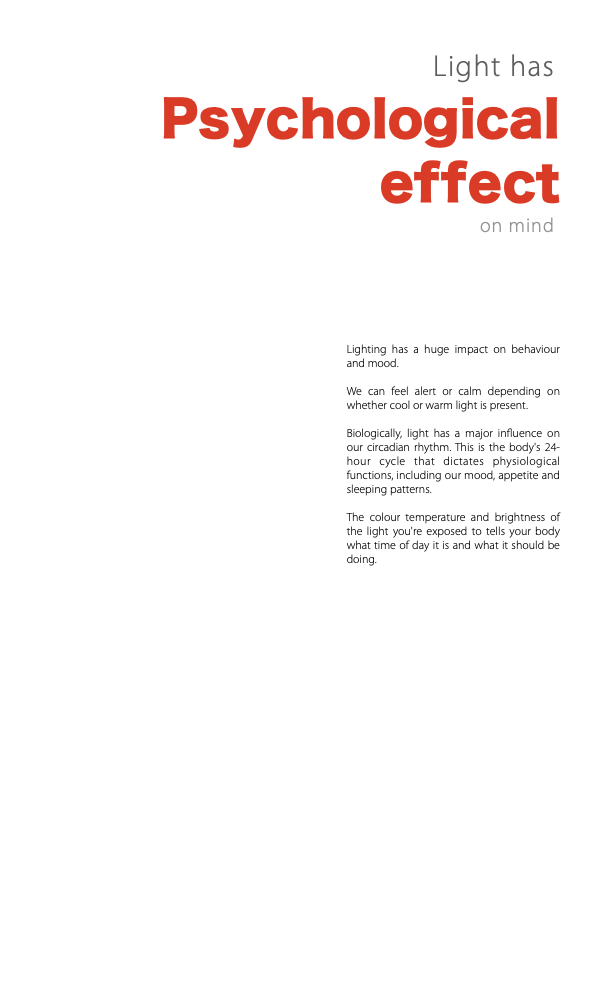 Light has
Psychological
effect
on mind
Lighting has a huge impact on behaviour
and mood.
We can feel alert or calm depending on
whether cool or warm light is present.
Biologically, light has a major influence on
our circadian rhythm. This is the body's 24-
hour cycle that dictates physiological
functions, including our mood, appetite and
sleeping patterns.
The colour temperature and brightness of
the light you're exposed to tells your body
what time of day it is and what it should be
doing.